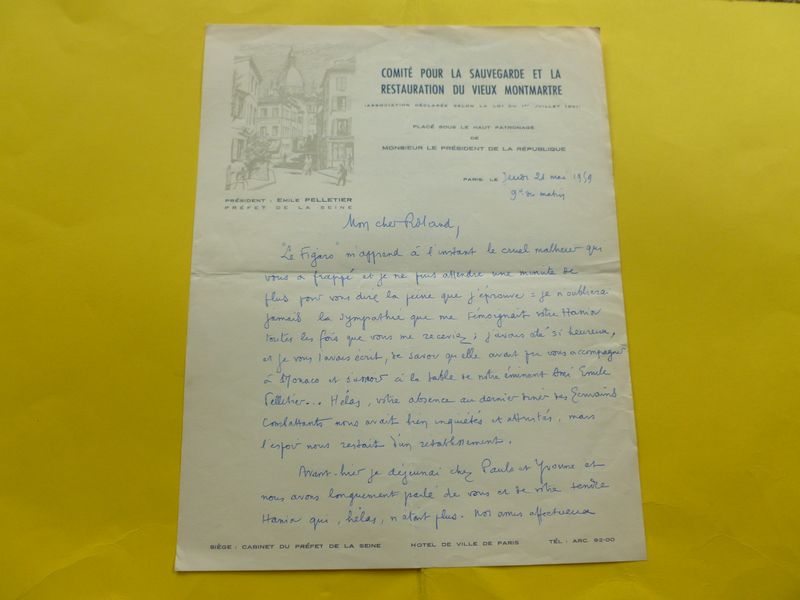 COMITÉ POUR LA SAUVEGARDE ET LA
RESTAURATION DU VIEUX MONTMARTRE
(ASSOCIATION DÉCLARÉE SELON LA LOI DU 1er JUILLET 1901)
PLACÉ SOUS LE HAUT PATRONAGE
DE
MONSIEUR LE PRÉSIDENT DE LA RÉPUBLIQUE
PARIS, LE Jeudi 21 mai 1959
9h du matin
PRÉSIDENT : EMILE PELLETIER
PRÉFET DE LA SEINE
Mon cher Roland,
"Le Figaro" m'apprend à l'instant le cruel malheur qui
vous a frappé et je ne puis attendre une minute de
plus pour vous dire la peine que j'éprouve : je n'oublierai
jamais la sympathie que me témoignait votre Hania
toutes les fois que vous me receviez ; j'avais été si heureux,
et je vous l'avais écrit, de savoir qu'elle avait pu vous accompagner
à Monaco et à la table de notre éminent Ami Emile
Pelletier... Hélas, votre absence au dernier dîner des Ecrivains
Combattants nous avait bien inquiétés et attristés, mais
l'espoir nous restait d'un rétablissement.
Avant-hier je déjeunai chez Paule et Yvonne et
nous avons longuement parlé de vous et de votre tendre
Hania qui, hélas, n'était plus. Nos amis affectueux
SIÈGE : CABINET DU PRÉFET DE LA SEINE HOTEL DE VILLE DE PARIS TÉL : ARC. 92-00